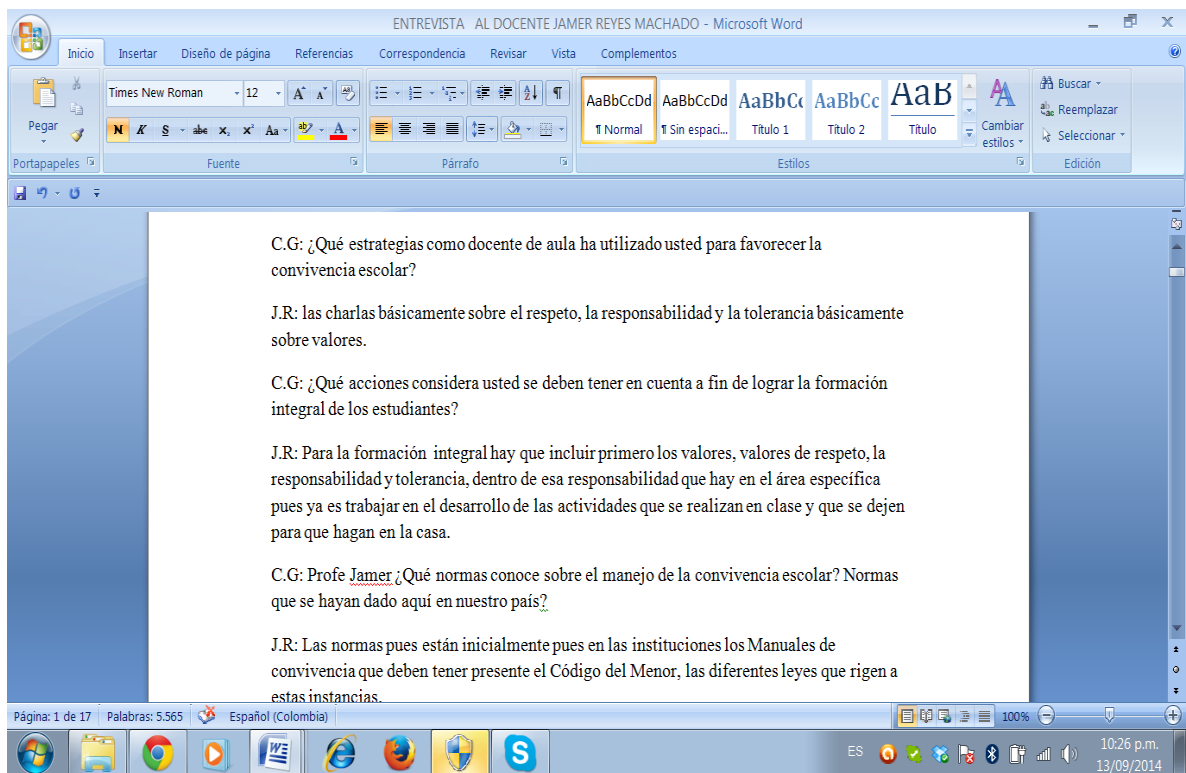 ENTREVISTA   AL DOCENTE JAMER REYES MACHADO - Microsoft Word
Inicio Insertar Diseño de página Referencias Correspondencia Revisar Vista Complementos
Times New Roman 12
Pegar
N K S abc x₂ x² Aa ab A
AaBbCcDd AaBbCcDd AaBbCc AaBbCc AaB
¶ Normal ¶ Sin espaci... Título 1 Título 2 Título
Cambiar estilos
Buscar
Reemplazar
Seleccionar
Portapapeles Fuente Párrafo Estilos Edición
C.G: ¿Qué estrategias como docente de aula ha utilizado usted para favorecer la
convivencia escolar?
J.R: las charlas básicamente sobre el respeto, la responsabilidad y la tolerancia básicamente
sobre valores.
C.G: ¿Qué acciones considera usted se deben tener en cuenta a fin de lograr la formación
integral de los estudiantes?
J.R: Para la formación  integral hay que incluir primero los valores, valores de respeto, la
responsabilidad y tolerancia, dentro de esa responsabilidad que hay en el área específica
pues ya es trabajar en el desarrollo de las actividades que se realizan en clase y que se dejen
para que hagan en la casa.
C.G: Profe Jamer ¿Qué normas conoce sobre el manejo de la convivencia escolar? Normas
que se hayan dado aquí en nuestro país?
J.R: Las normas pues están inicialmente pues en las instituciones los Manuales de
convivencia que deben tener presente el Código del Menor, las diferentes leyes que rigen a
estas instancias.
Página: 1 de 17 Palabras: 5.565 Español (Colombia) 100%
ES 10:26 p.m.
13/09/2014